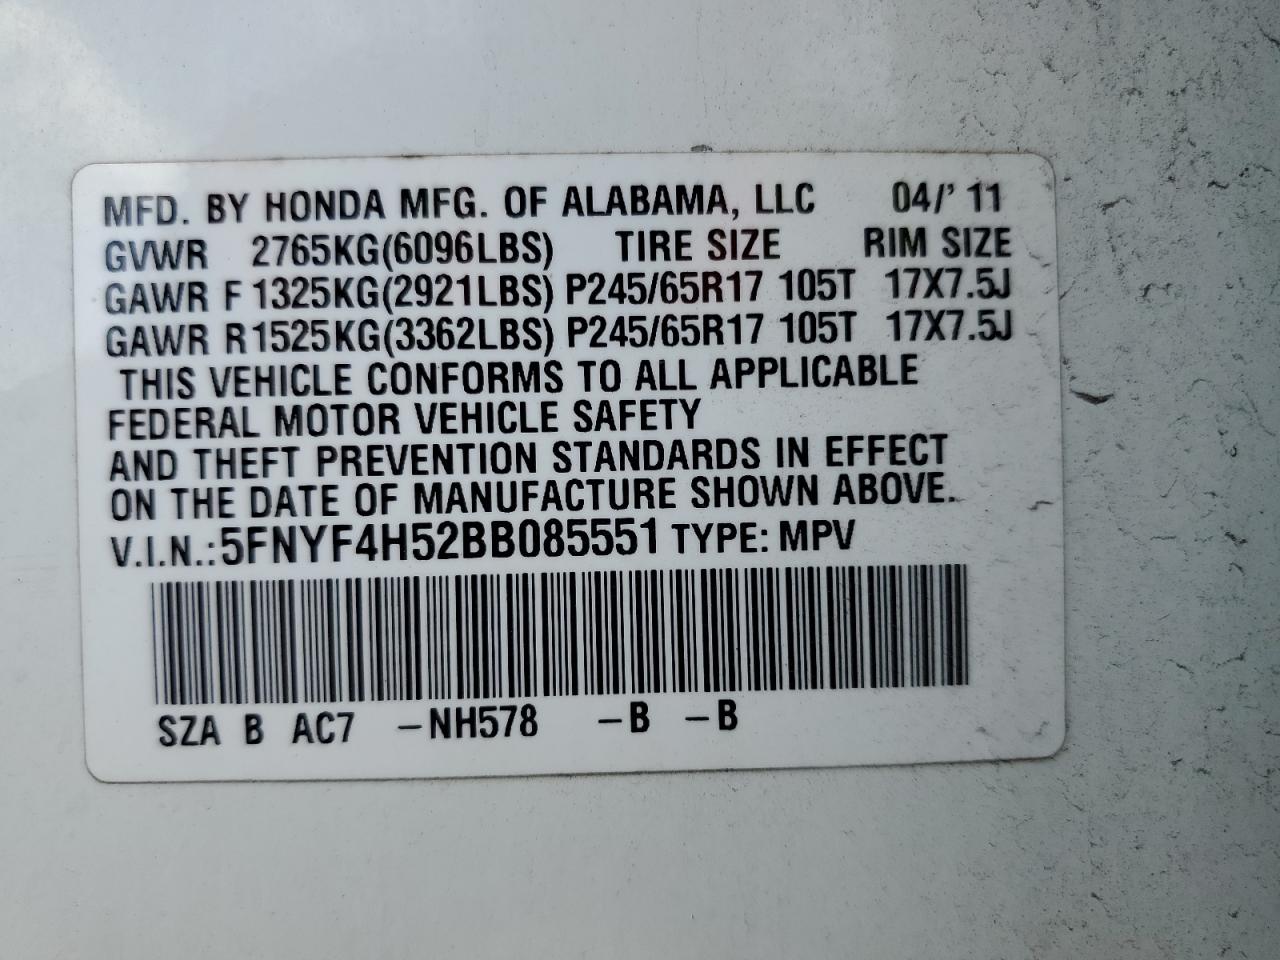 MFD. BY HONDA MFG. OF ALABAMA, LLC 04/' 11
GVWR 2765KG(6096LBS) TIRE SIZE RIM SIZE
GAWR F 1325KG(2921LBS) P245/65R17 105T 17X7.5J
GAWR R1525KG(3362LBS) P245/65R17 105T 17X7.5J
THIS VEHICLE CONFORMS TO ALL APPLICABLE
FEDERAL MOTOR VEHICLE SAFETY
AND THEFT PREVENTION STANDARDS IN EFFECT
ON THE DATE OF MANUFACTURE SHOWN ABOVE.
V.I.N.: 5FNYF4H52BB085551 TYPE: MPV
SZA B AC7 –NH578 –B –B